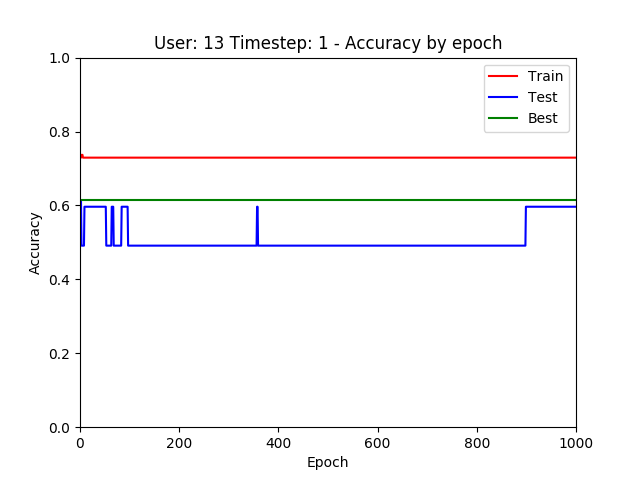 User: 13 Timestep: 1 - Accuracy by epoch
1.0
0.8
0.6
0.4
0.2
0.0
Accuracy
Train
Test
Best
0 200 400 600 800 1000
Epoch